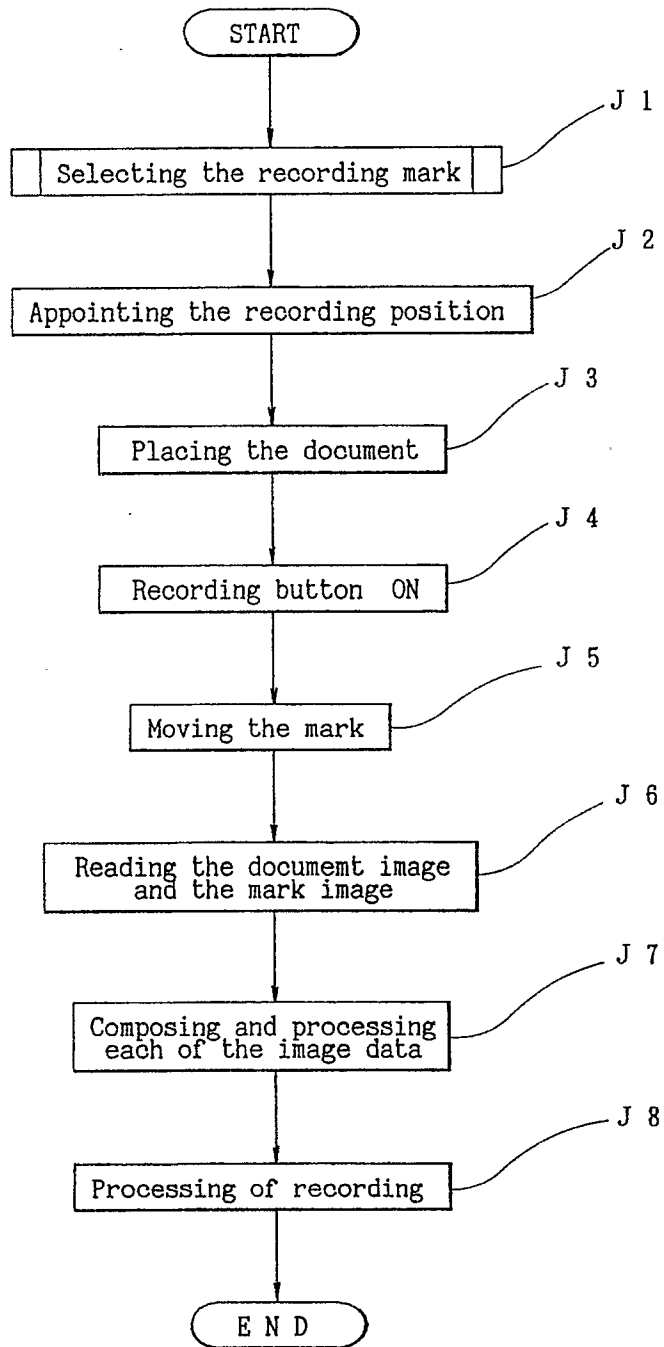 START
J 1
Selecting the recording mark
J 2
Appointing the recording position
J 3
Placing the document
J 4
Recording button ON
J 5
Moving the mark
J 6
Reading the documemt image
and the mark image
J 7
Composing and processing
each of the image data
J 8
Processing of recording
E N D